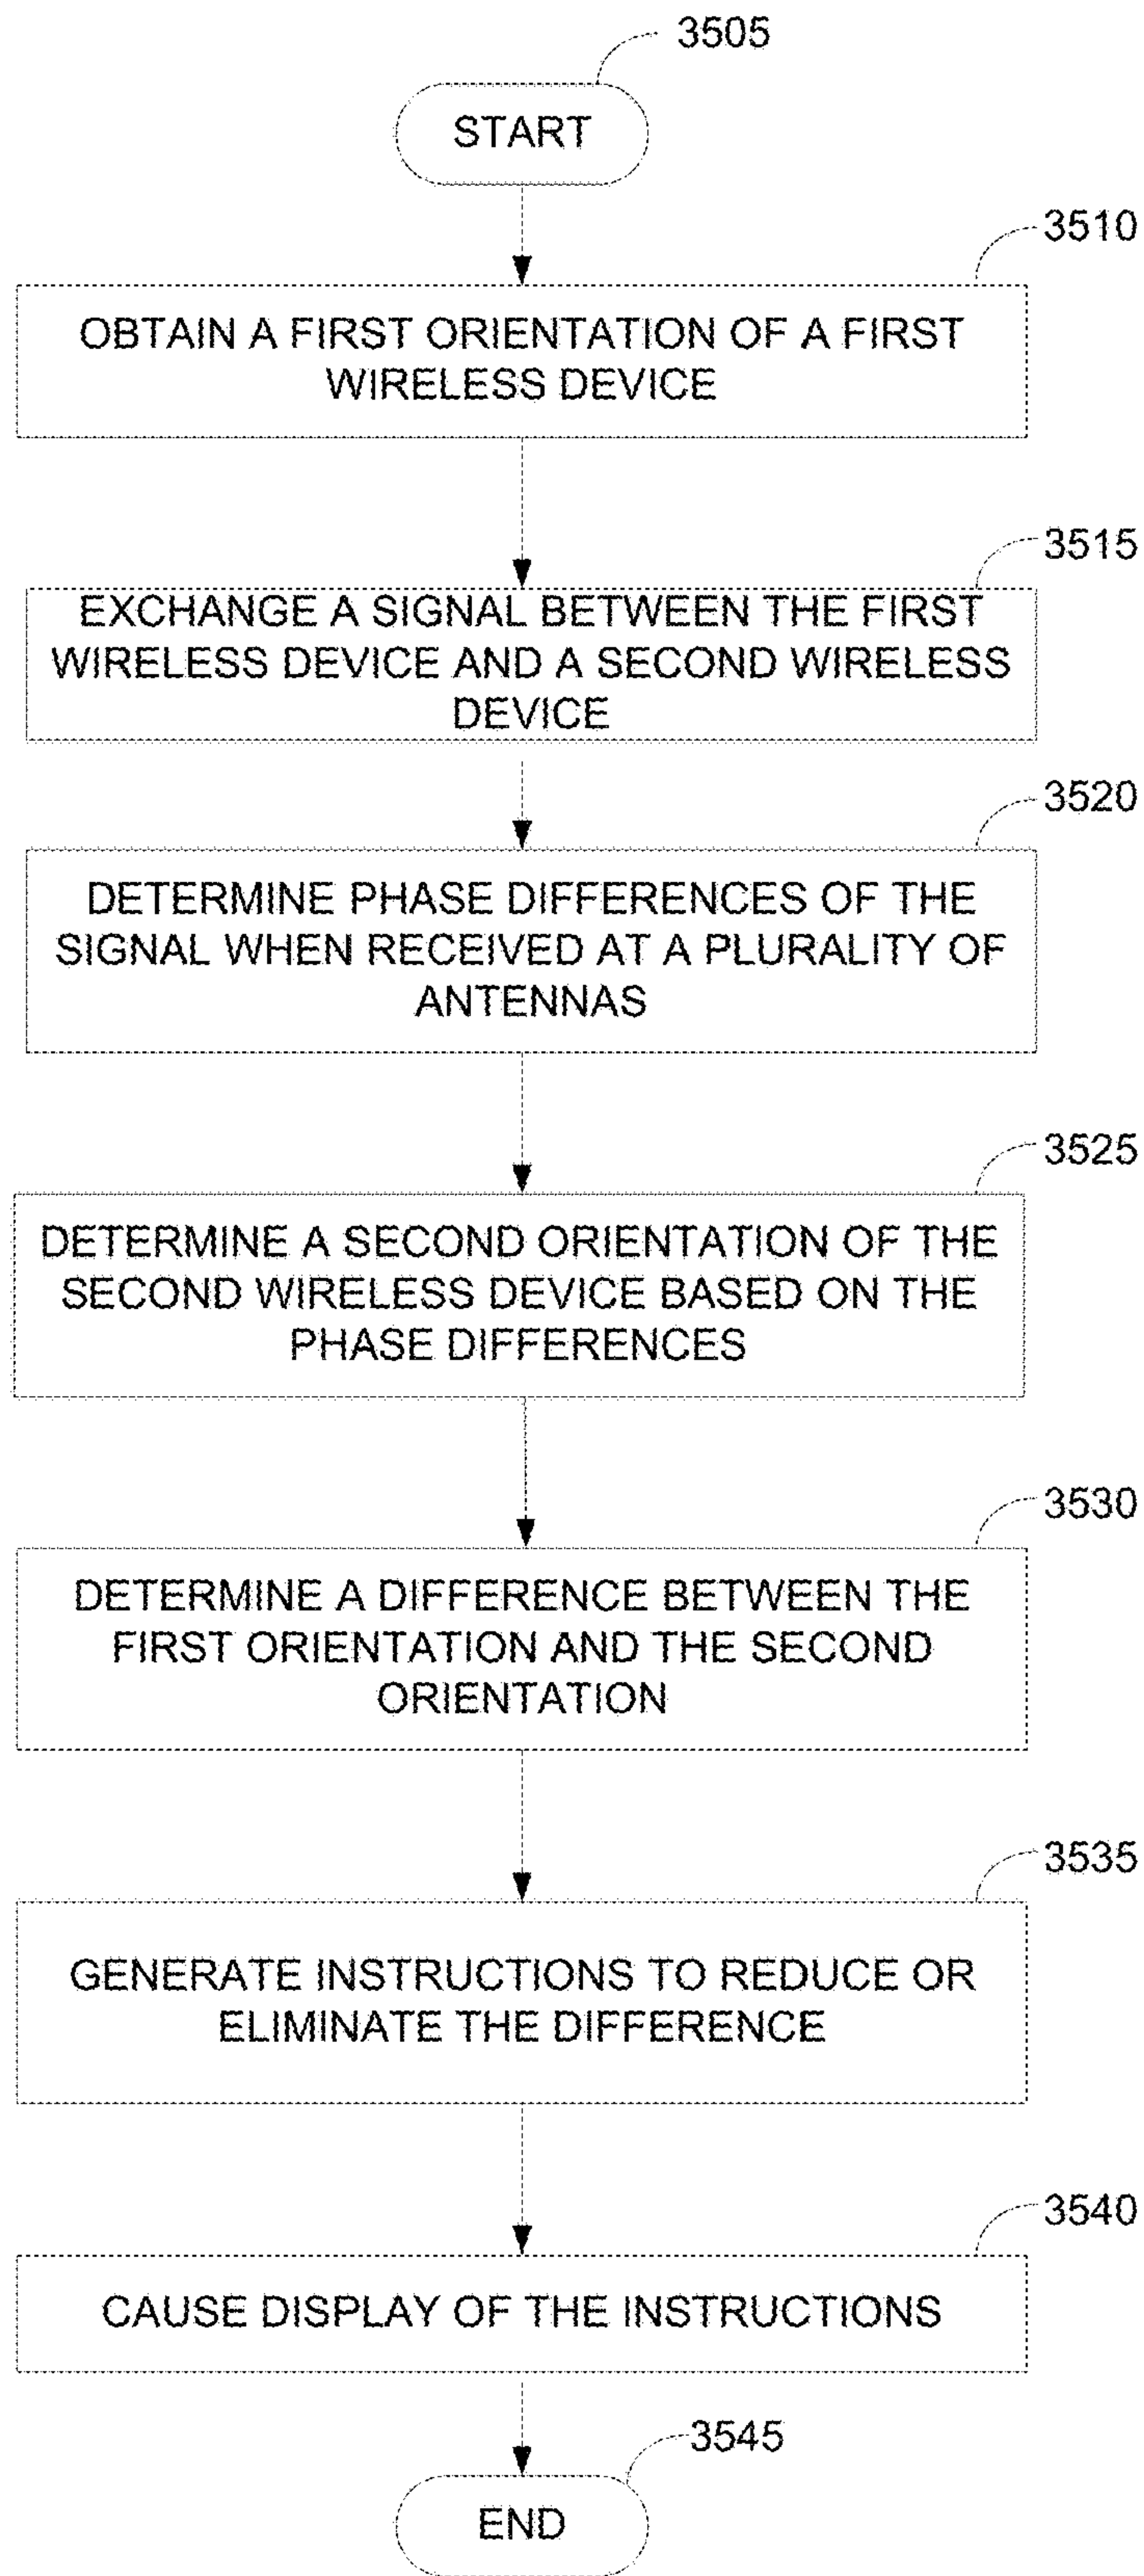 3505
START
3510
OBTAIN A FIRST ORIENTATION OF A FIRST
WIRELESS DEVICE
3515
EXCHANGE A SIGNAL BETWEEN THE FIRST
WIRELESS DEVICE AND A SECOND WIRELESS
DEVICE
3520
DETERMINE PHASE DIFFERENCES OF THE
SIGNAL WHEN RECEIVED AT A PLURALITY OF
ANTENNAS
3525
DETERMINE A SECOND ORIENTATION OF THE
SECOND WIRELESS DEVICE BASED ON THE
PHASE DIFFERENCES
3530
DETERMINE A DIFFERENCE BETWEEN THE
FIRST ORIENTATION AND THE SECOND
ORIENTATION
3535
GENERATE INSTRUCTIONS TO REDUCE OR
ELIMINATE THE DIFFERENCE
3540
CAUSE DISPLAY OF THE INSTRUCTIONS
3545
END